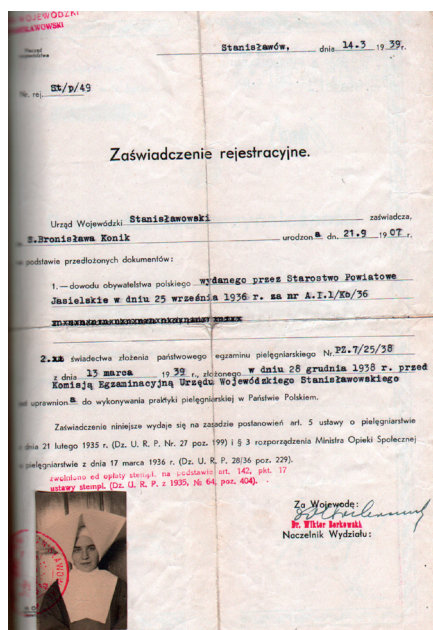 WOJEWÓDZKI
STANISŁAWOWSKI
Stanisławów, dnia 14.3 1939r.
Nr. rej. St/p/49
Zaświadczenie rejestracyjne.
Urząd Wojewódzki Stanisławowski zaświadcza,
S.Bronisława Konik urodzona dn. 21.9 1907 r.
na podstawie przedłożonych dokumentów:
1.—dowodu obywatelstwa polskiego wydanego przez Starostwo Powiatowe
Jasielskie w dniu 25 września 1936 r. za nr A.I.1/Kb/36
2. świadectwa złożenia państwowego egzaminu pielęgniarskiego Nr. PZ.7/25/38
z dnia 13 marca 1939 r., złożonego w dniu 28 grudnia 1938 r. przed
Komisją Egzaminacyjną Urzędu Wojewódzkiego Stanisławowskiego
jest uprawniona do wykonywania praktyki pielęgniarskiej w Państwie Polskiem.
Zaświadczenie niniejsze wydaje się na zasadzie postanowień art. 5 ustawy o pielęgniarstwie
z dnia 21 lutego 1935 r. (Dz. U. R. P. Nr. 27 poz. 199) i § 3 rozporządzenia Ministra Opieki Społecznej
o pielęgniarstwie z dnia 17 marca 1936 r. (Dz. U. R. P. 28/36 poz. 229).
zwolniono od opłaty stempl. na podstawie art. 142, pkt. 17
ustawy stempl. (Dz. U. R. P. z 1935, № 64, poz. 404).
Za Wojewodę:
Dr. Wiktor Borkowski
Naczelnik Wydziału: